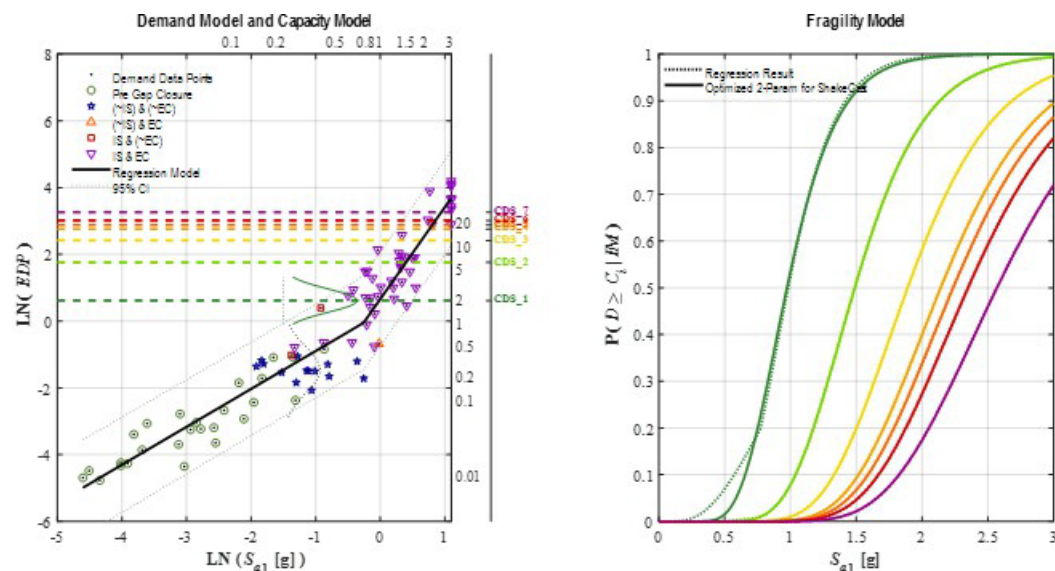 Demand Model and Capacity Model
0.1 0.2 0.5 0.81 1.5 2 3
8
6
4
2
0
-2
-4
-6
LN( EDP)
Demand Data Points
Pre Gap Closure
(~IS) & (~EC)
(~IS) & EC
IS & (~EC)
IS & EC
Regression Model
95% CI
20
10
5
2
1
0.5
0.2
0.1
0.01
CDS_7
CDS_4
CDS_3
CDS_2
CDS_1
-5 -4 -3 -2 -1 0 1
LN (Sa1 [g])
Fragility Model
1
0.9
0.8
0.7
0.6
0.5
0.4
0.3
0.2
0.1
0
P( D ≥ Ci | IM)
Regression Result
Optimized 2-Param for
0 0.5 1 1.5 2 2.5 3
Sa1 [g]